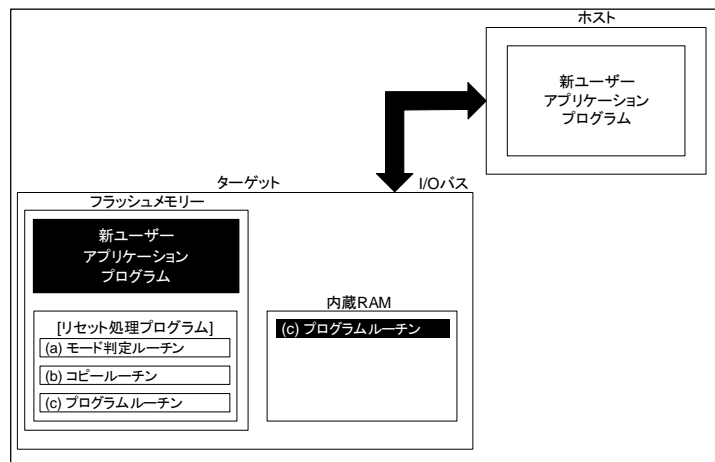 ホスト
新ユーザー
アプリケーション
プログラム
ターゲット
I/Oバス
フラッシュメモリー
新ユーザー
アプリケーション
プログラム
[リセット処理プログラム]
(a) モード判定ルーチン
(b) コピールーチン
(c) プログラムルーチン
内蔵RAM
(c) プログラムルーチン